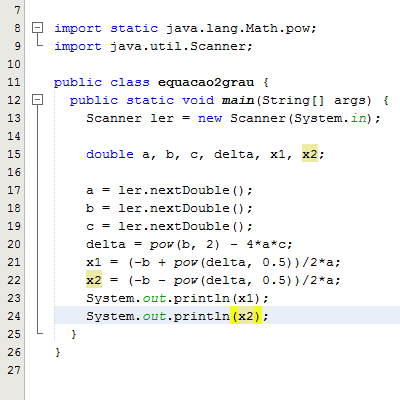 7
8 import static java.lang.Math.pow;
9 import java.util.Scanner;
10
11 public class equacao2grau {
12 public static void main(String[] args) {
13 Scanner ler = new Scanner(System.in);
14
15 double a, b, c, delta, x1, x2;
16
17 a = ler.nextDouble();
18 b = ler.nextDouble();
19 c = ler.nextDouble();
20 delta = pow(b, 2) - 4*a*c;
21 x1 = (-b + pow(delta, 0.5))/2*a;
22 x2 = (-b - pow(delta, 0.5))/2*a;
23 System.out.println(x1);
24 System.out.println(x2);
25 }
26 }
27